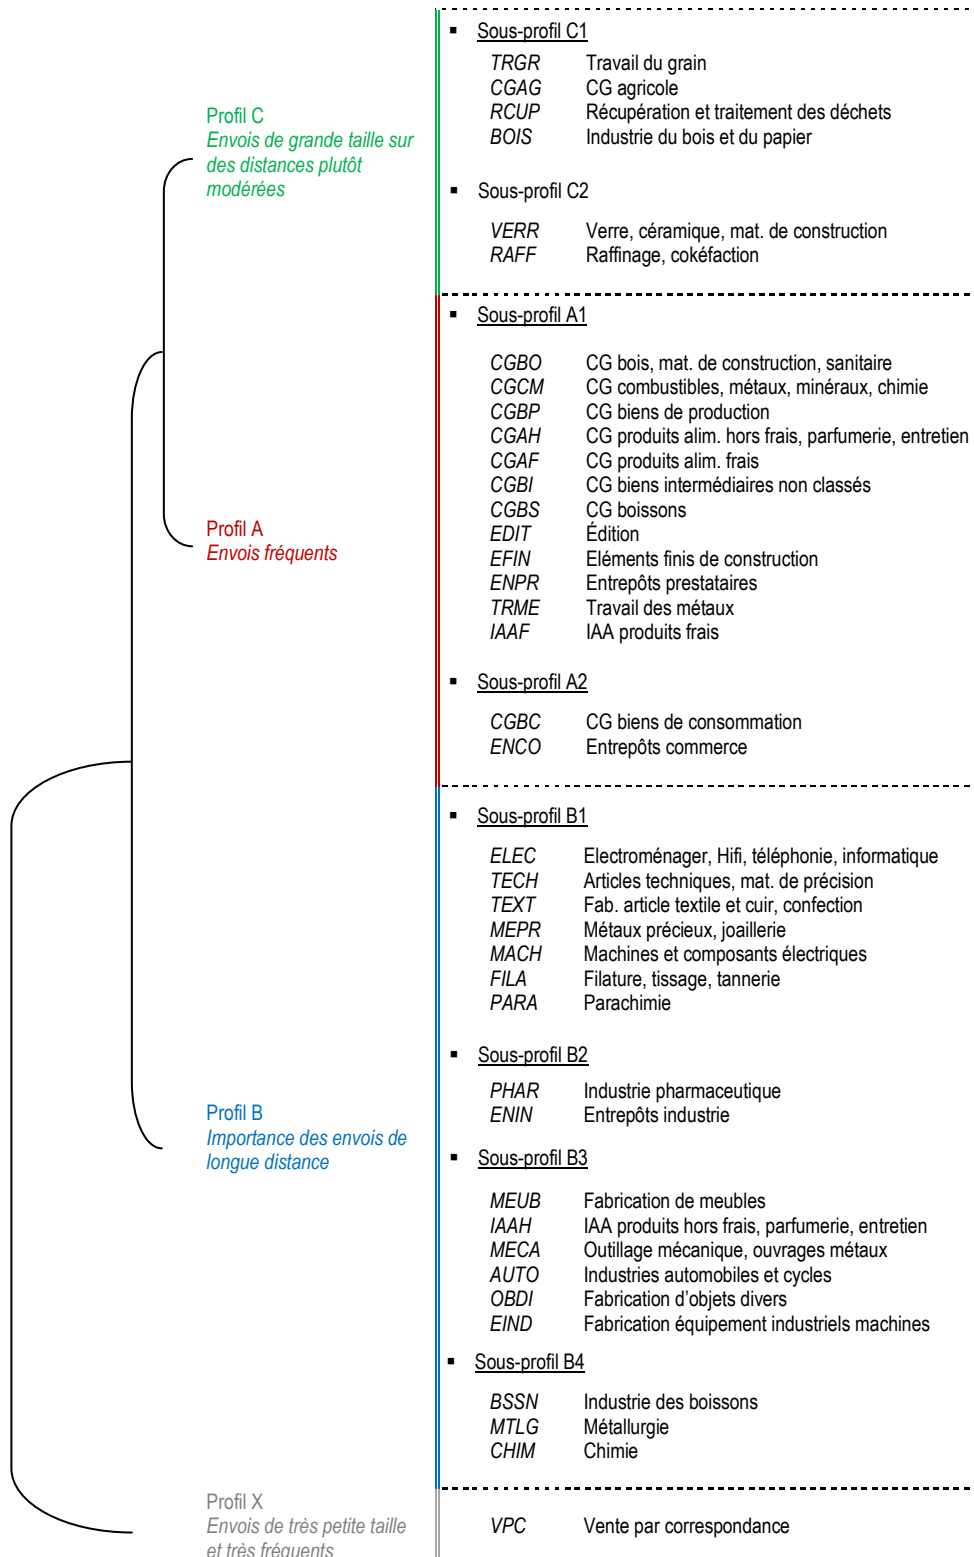 ▪ Sous-profil C1
TRGR Travail du grain
CGAG CG agricole
RCUP Récupération et traitement des déchets
BOIS Industrie du bois et du papier
Profil C
Envois de grande taille sur
des distances plutôt
modérées
▪ Sous-profil C2
VERR Verre, céramique, mat. de construction
RAFF Raffinage, cokéfaction
▪ Sous-profil A1
CGBO CG bois, mat. de construction, sanitaire
CGCM CG combustibles, métaux, minéraux, chimie
CGBP CG biens de production
CGAH CG produits alim. hors frais, parfumerie, entretien
CGAF CG produits alim. frais
CGBI CG biens intermédiaires non classés
CGBS CG boissons
EDIT Édition
EFIN Eléments finis de construction
ENPR Entrepôts prestataires
TRME Travail des métaux
IAAF IAA produits frais
Profil A
Envois fréquents
▪ Sous-profil A2
CGBC CG biens de consommation
ENCO Entrepôts commerce
▪ Sous-profil B1
ELEC Electroménager, Hifi, téléphonie, informatique
TECH Articles techniques, mat. de précision
TEXT Fab. article textile et cuir, confection
MEPR Métaux précieux, joaillerie
MACH Machines et composants électriques
FILA Filature, tissage, tannerie
PARA Parachimie
▪ Sous-profil B2
PHAR Industrie pharmaceutique
ENIN Entrepôts industrie
Profil B
Importance des envois de
longue distance
▪ Sous-profil B3
MEUB Fabrication de meubles
IAAH IAA produits hors frais, parfumerie, entretien
MECA Outillage mécanique, ouvrages métaux
AUTO Industries automobiles et cycles
OBDI Fabrication d'objets divers
EIND Fabrication équipement industriels machines
▪ Sous-profil B4
BSSN Industrie des boissons
MTLG Métallurgie
CHIM Chimie
Profil X
Envois de très petite taille
et très fréquents
VPC Vente par correspondance